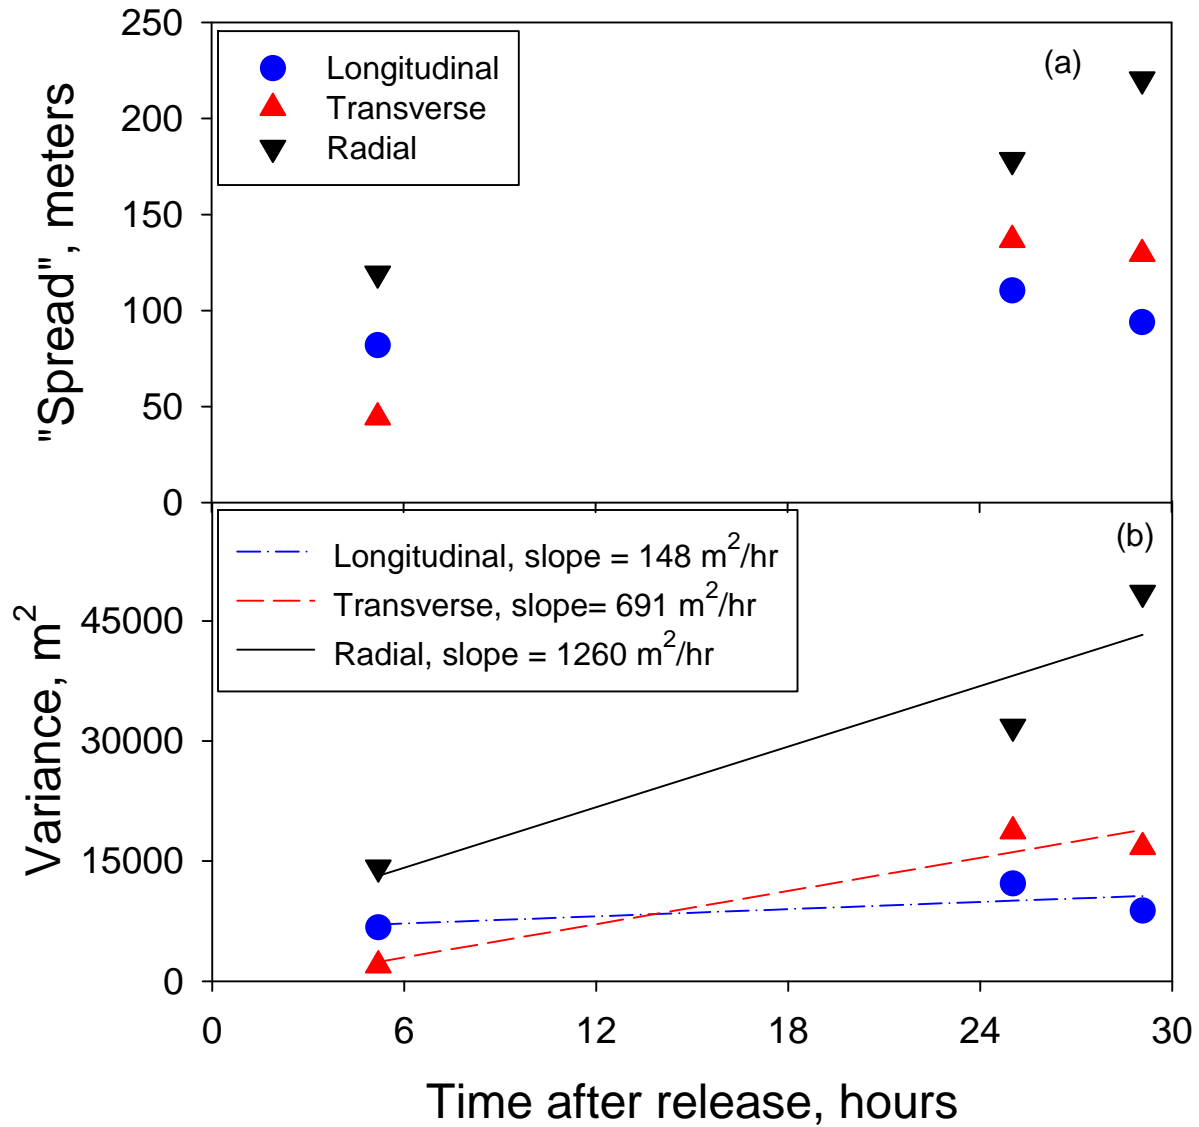 250
200
150
100
50
0
"Spread", meters
Longitudinal
Transverse
Radial
(a)
45000
30000
15000
0
Variance, m²
Longitudinal, slope = 148 m²/hr
Transverse, slope= 691 m²/hr
Radial, slope = 1260 m²/hr
(b)
0 6 12 18 24 30
Time after release, hours